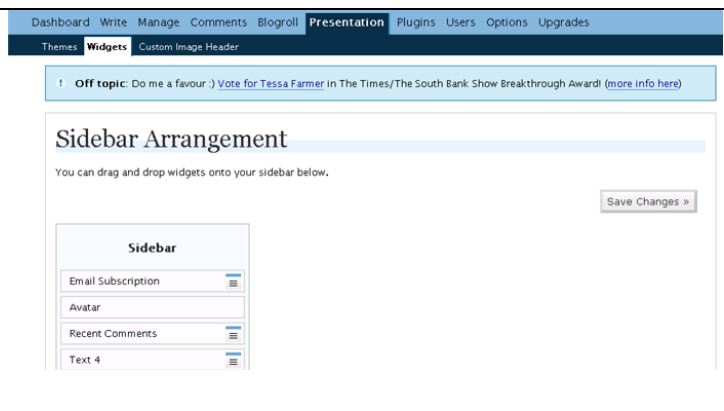 Dashboard Write Manage Comments Blogroll Presentation Plugins Users Options Upgrades
Themes Widgets Custom Image Header
! Off topic: Do me a favour :) Vote for Tessa Farmer in The Times/The South Bank Show Breakthrough Award! (more info here)
Sidebar Arrangement
You can drag and drop widgets onto your sidebar below.
Save Changes »
Sidebar
Email Subscription
Avatar
Recent Comments
Text 4